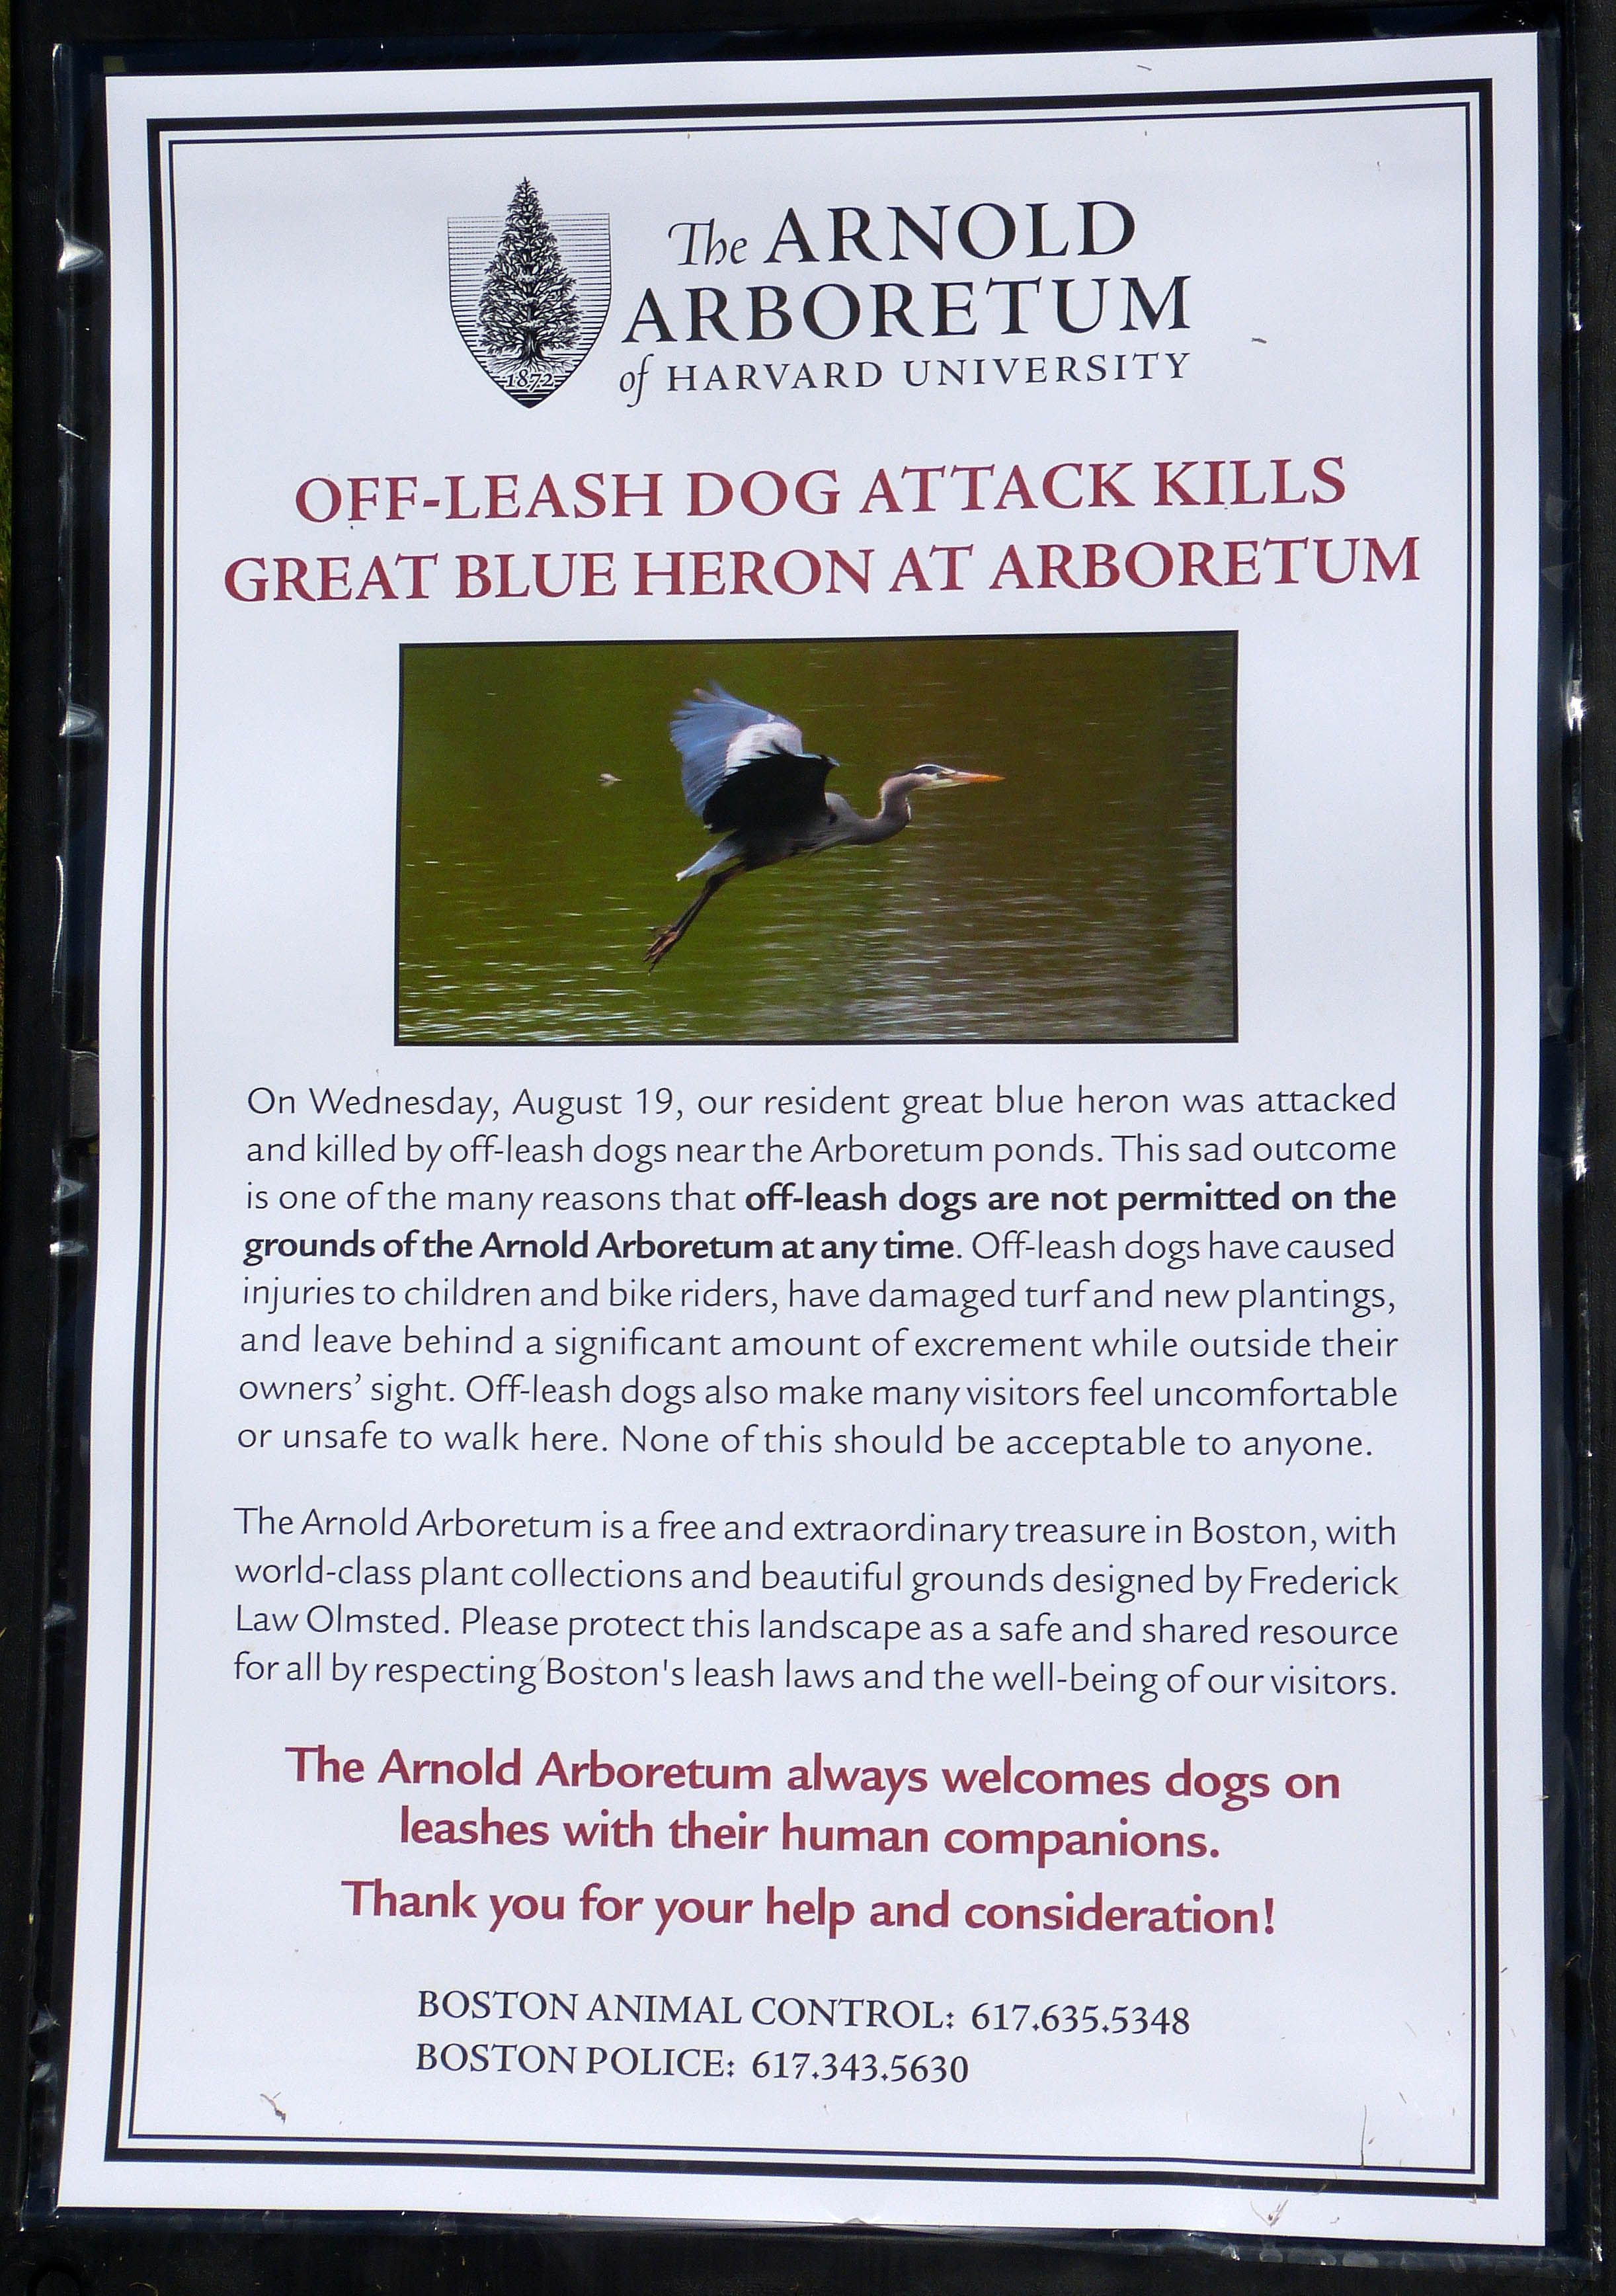 The ARNOLD
ARBORETUM
of HARVARD UNIVERSITY
1872
OFF-LEASH DOG ATTACK KILLS
GREAT BLUE HERON AT ARBORETUM
On Wednesday, August 19, our resident great blue heron was attacked
and killed by off-leash dogs near the Arboretum ponds. This sad outcome
is one of the many reasons that off-leash dogs are not permitted on the
grounds of the Arnold Arboretum at any time. Off-leash dogs have caused
injuries to children and bike riders, have damaged turf and new plantings,
and leave behind a significant amount of excrement while outside their
owners’ sight. Off-leash dogs also make many visitors feel uncomfortable
or unsafe to walk here. None of this should be acceptable to anyone.
The Arnold Arboretum is a free and extraordinary treasure in Boston, with
world-class plant collections and beautiful grounds designed by Frederick
Law Olmsted. Please protect this landscape as a safe and shared resource
for all by respecting Boston's leash laws and the well-being of our visitors.
The Arnold Arboretum always welcomes dogs on
leashes with their human companions.
Thank you for your help and consideration!
BOSTON ANIMAL CONTROL: 617.635.5348
BOSTON POLICE: 617.343.5630